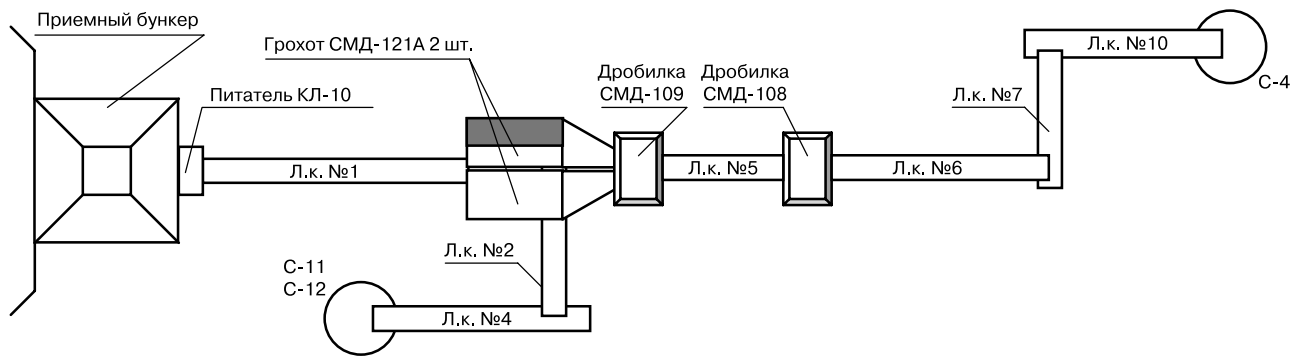 Приемный бункер
Грохот СМД-121А 2 шт.
Питатель КЛ-10
Дробилка
СМД-109
Дробилка
СМД-108
Л.к. №10
С-4
Л.к. №7
Л.к. №1
Л.к. №5
Л.к. №6
Л.к. №2
С-11
С-12
Л.к. №4